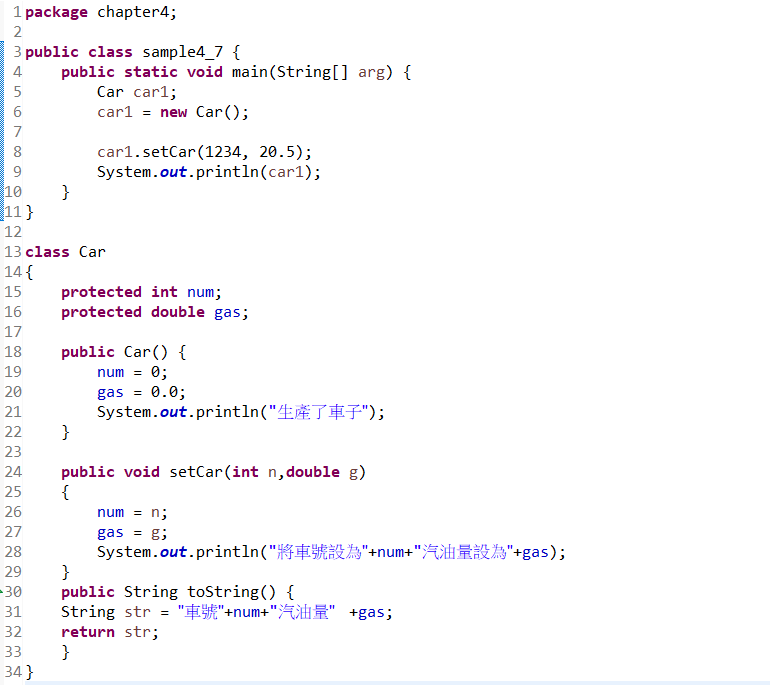 1 package chapter4;
2
3 public class sample4_7 {
4     public static void main(String[] arg) {
5         Car car1;
6         car1 = new Car();
7
8         car1.setCar(1234, 20.5);
9         System.out.println(car1);
10     }
11 }
12
13 class Car
14 {
15     protected int num;
16     protected double gas;
17
18     public Car() {
19         num = 0;
20         gas = 0.0;
21         System.out.println("生產了車子");
22     }
23
24     public void setCar(int n,double g)
25     {
26         num = n;
27         gas = g;
28         System.out.println("將車號設為"+num+"汽油量設為"+gas);
29     }
30     public String toString() {
31     String str = "車號"+num+"汽油量" +gas;
32     return str;
33     }
34 }